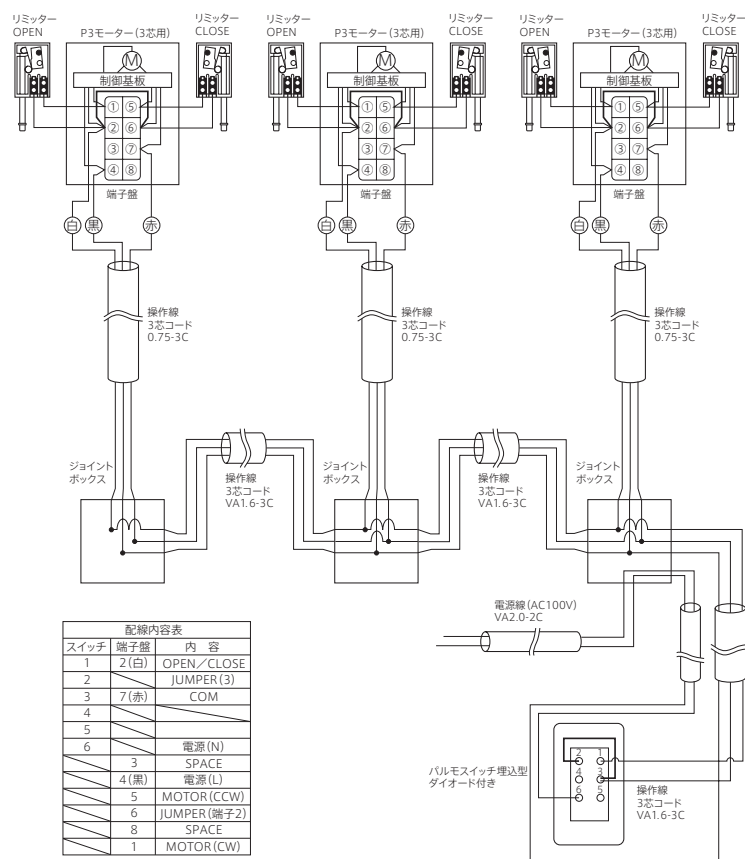 リミッター
OPEN
P3モーター(3芯用)
リミッター
CLOSE
リミッター
OPEN
P3モーター(3芯用)
リミッター
CLOSE
リミッター
OPEN
P3モーター(3芯用)
リミッター
CLOSE
M
制御基板
① ⑤
② ⑥
③ ⑦
④ ⑧
端子盤
白 黒 赤
M
制御基板
① ⑤
② ⑥
③ ⑦
④ ⑧
端子盤
白 黒 赤
M
制御基板
① ⑤
② ⑥
③ ⑦
④ ⑧
端子盤
白 黒 赤
操作線
3芯コード
0.75-3C
操作線
3芯コード
0.75-3C
操作線
3芯コード
0.75-3C
ジョイント
ボックス
操作線
3芯コード
VA1.6-3C
ジョイント
ボックス
操作線
3芯コード
VA1.6-3C
ジョイント
ボックス
電源線(AC100V)
VA2.0-2C
配線内容表
スイッチ 端子盤 内 容
1 2(白) OPEN/CLOSE
2 JUMPER(3)
3 7(赤) COM
4
5
6 電源(N)
3 SPACE
4(黒) 電源(L)
5 MOTOR(CCW)
6 JUMPER(端子2)
8 SPACE
1 MOTOR(CW)
パルモスイッチ埋込型
ダイオード付き
2 1
4 3
6 5
操作線
3芯コード
VA1.6-3C